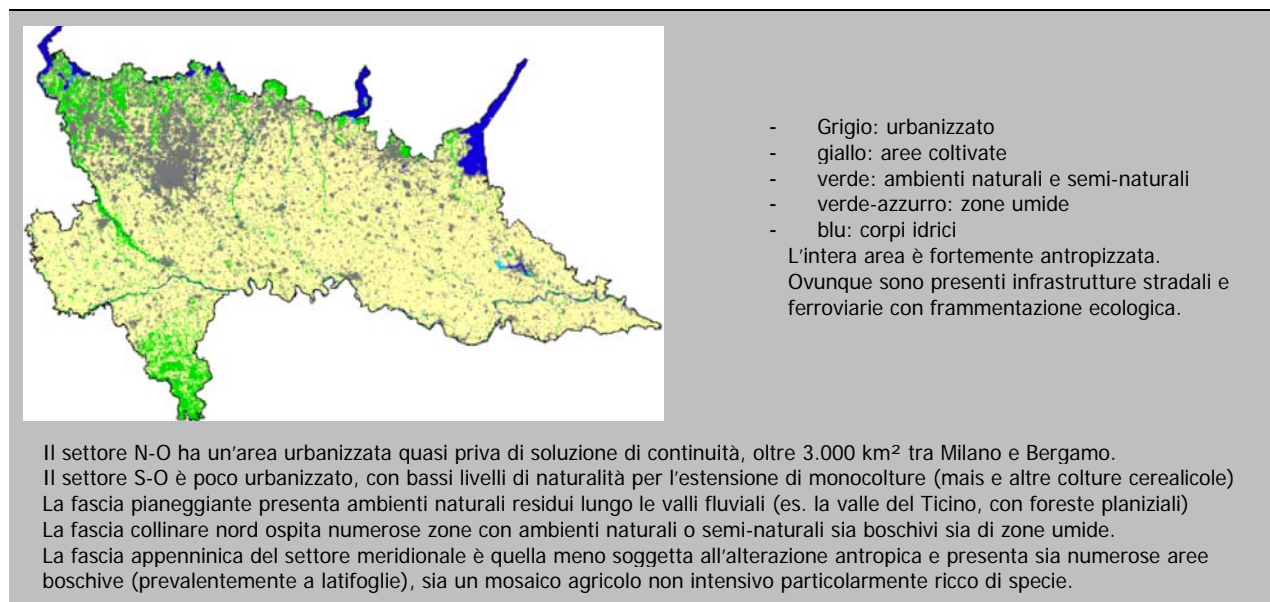 - Grigio: urbanizzato
- giallo: aree coltivate
- verde: ambienti naturali e semi-naturali
- verde-azzurro: zone umide
- blu: corpi idrici
L'intera area è fortemente antropizzata.
Ovunque sono presenti infrastrutture stradali e
ferroviarie con frammentazione ecologica.
Il settore N-O ha un'area urbanizzata quasi priva di soluzione di continuità, oltre 3.000 km² tra Milano e Bergamo.
Il settore S-O è poco urbanizzato, con bassi livelli di naturalità per l'estensione di monocolture (mais e altre colture cerealicole)
La fascia pianeggiante presenta ambienti naturali residui lungo le valli fluviali (es. la valle del Ticino, con foreste planiziali)
La fascia collinare nord ospita numerose zone con ambienti naturali o semi-naturali sia boschivi sia di zone umide.
La fascia appenninica del settore meridionale è quella meno soggetta all'alterazione antropica e presenta sia numerose aree
boschive (prevalentemente a latifoglie), sia un mosaico agricolo non intensivo particolarmente ricco di specie.